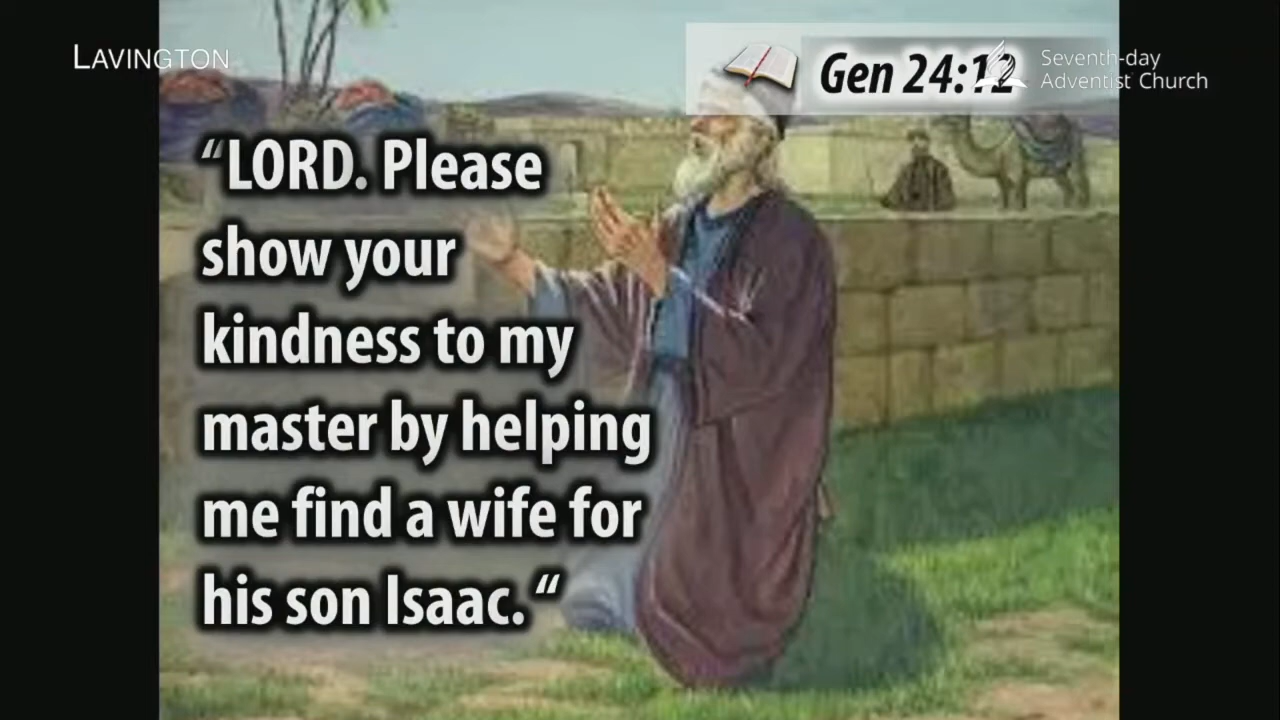 LAVINGTON
Gen 24:12
Seventh-day
Adventist Church
“LORD. Please
show your
kindness to my
master by helping
me find a wife for
his son Isaac. “